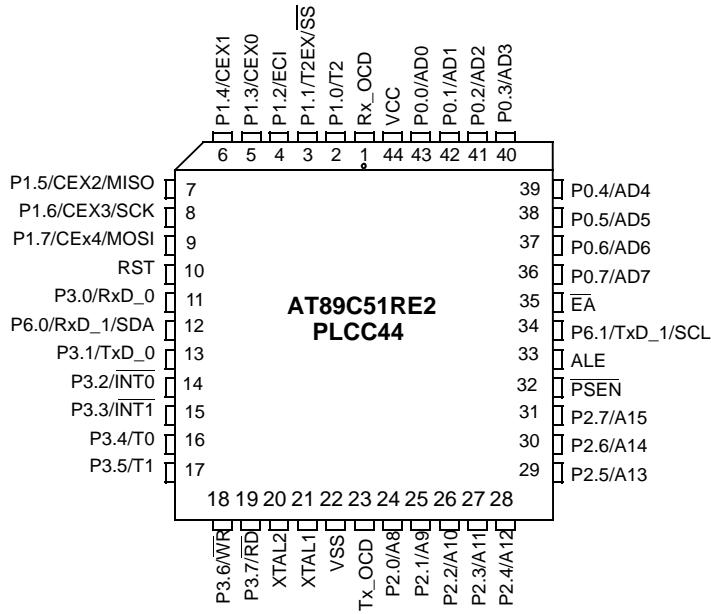 P1.4/CEX1
P1.3/CEX0
P1.2/ECI
P1.1/T2EX/S̅S̅
P1.0/T2
Rx_OCD
VCC
P0.0/AD0
P0.1/AD1
P0.2/AD2
P0.3/AD3
6 5 4 3 2 1 44 43 42 41 40
P1.5/CEX2/MISO 7
P1.6/CEX3/SCK 8
P1.7/CEx4/MOSI 9
RST 10
P3.0/RxD_0 11
P6.0/RxD_1/SDA 12
P3.1/TxD_0 13
P3.2/I̅N̅T̅0̅ 14
P3.3/I̅N̅T̅1̅ 15
P3.4/T0 16
P3.5/T1 17
AT89C51RE2
PLCC44
39 P0.4/AD4
38 P0.5/AD5
37 P0.6/AD6
36 P0.7/AD7
35 E̅A̅
34 P6.1/TxD_1/SCL
33 ALE
32 P̅S̅E̅N̅
31 P2.7/A15
30 P2.6/A14
29 P2.5/A13
18 19 20 21 22 23 24 25 26 27 28
P3.6/W̅R̅
P3.7/R̅D̅
XTAL2
XTAL1
VSS
Tx_OCD
P2.0/A8
P2.1/A9
P2.2/A10
P2.3/A11
P2.4/A12